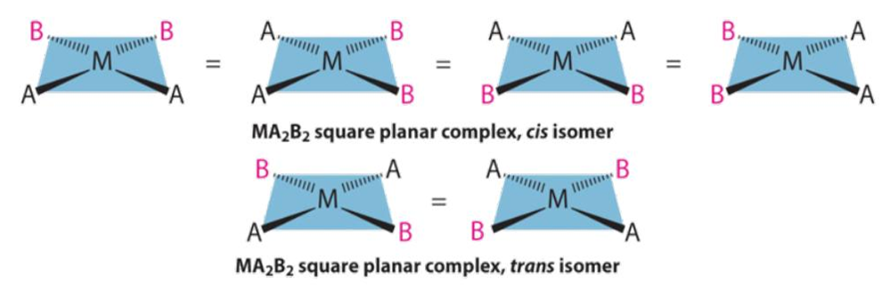 B B A B A A B A
M = M = M = M
A A A B B B B A
MA₂B₂ square planar complex, cis isomer
B A A B
M = M
A B B A
MA₂B₂ square planar complex, trans isomer